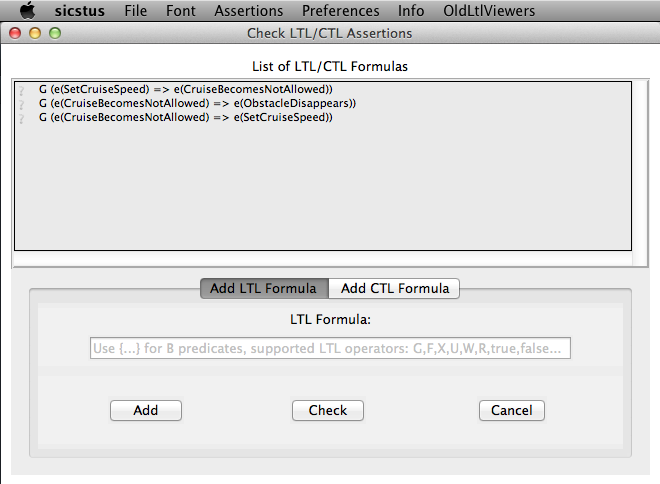 sicstus File Font Assertions Preferences Info OldLtlViewers
Check LTL/CTL Assertions
List of LTL/CTL Formulas
? G (e(SetCruiseSpeed) => e(CruiseBecomesNotAllowed))
? G (e(CruiseBecomesNotAllowed) => e(ObstacleDisappears))
? G (e(CruiseBecomesNotAllowed) => e(SetCruiseSpeed))
Add LTL Formula Add CTL Formula
LTL Formula:
Use {...} for B predicates, supported LTL operators: G,F,X,U,W,R,true,false...
Add Check Cancel